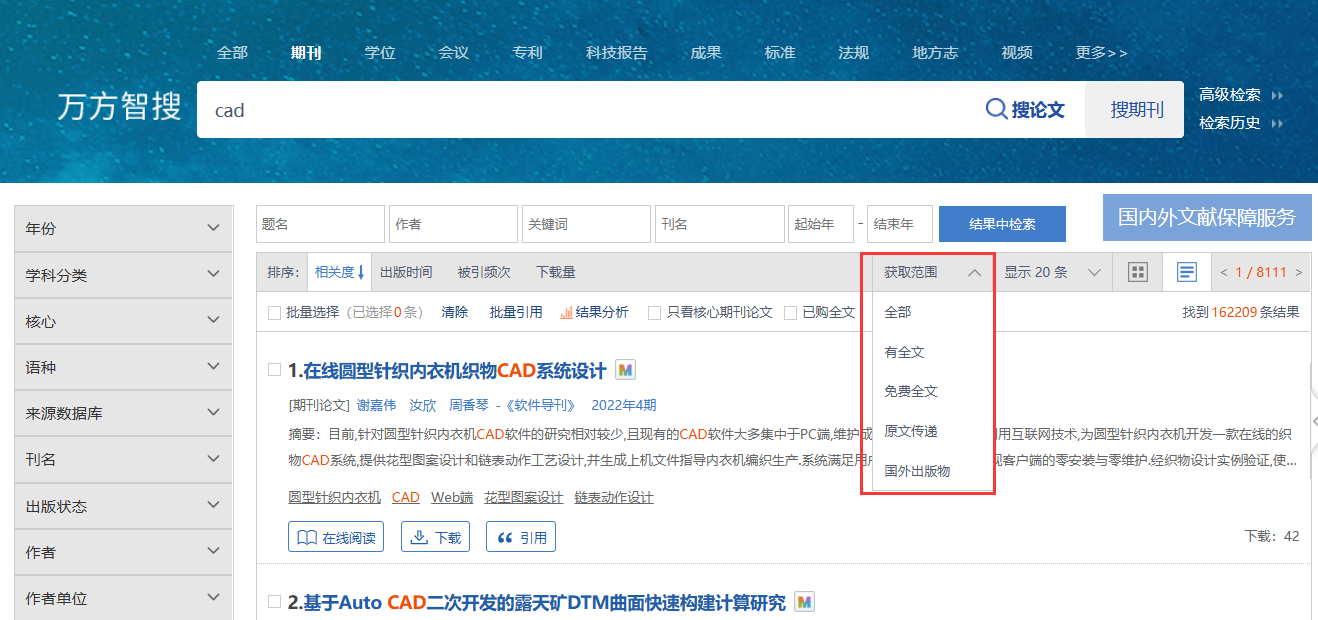 全部 期刊 学位 会议 专利 科技报告 成果 标准 法规 地方志 视频 更多>>
万方智搜 cad 搜论文 搜期刊
高级检索
检索历史
年份
学科分类
核心
语种
来源数据库
刊名
出版状态
作者
作者单位
题名 作者 关键词 刊名 起始年 - 结束年 结果中检索
国内外文献保障服务
排序: 相关度 出版时间 被引频次 下载量 获取范围 显示 20 条 < 1 / 8111 >
批量选择 (已选择0条) 清除 批量引用 结果分析 只看核心期刊论文 已购全文 找到162209条结果
全部
有全文
免费全文
原文传递
国外出版物
1.在线圆型针织内衣机织物CAD系统设计 M
[期刊论文] 谢嘉伟 汝欣 周香琴 -《软件导刊》 2022年4期
摘要：目前,针对圆型针织内衣机CAD软件的研究相对较少,且现有的CAD软件大多集中于PC端,维护成 用互联网技术,为圆型针织内衣机开发一款在线的织
物CAD系统,提供花型图案设计和链表动作工艺设计,并生成上机文件指导内衣机编织生产.系统满足用 现客户端的零安装与零维护.经织物设计实例验证,使...
圆型针织内衣机 CAD Web端 花型图案设计 链表动作设计
在线阅读 下载 引用 下载：42
2.基于Auto CAD二次开发的露天矿DTM曲面快速构建计算研究 M